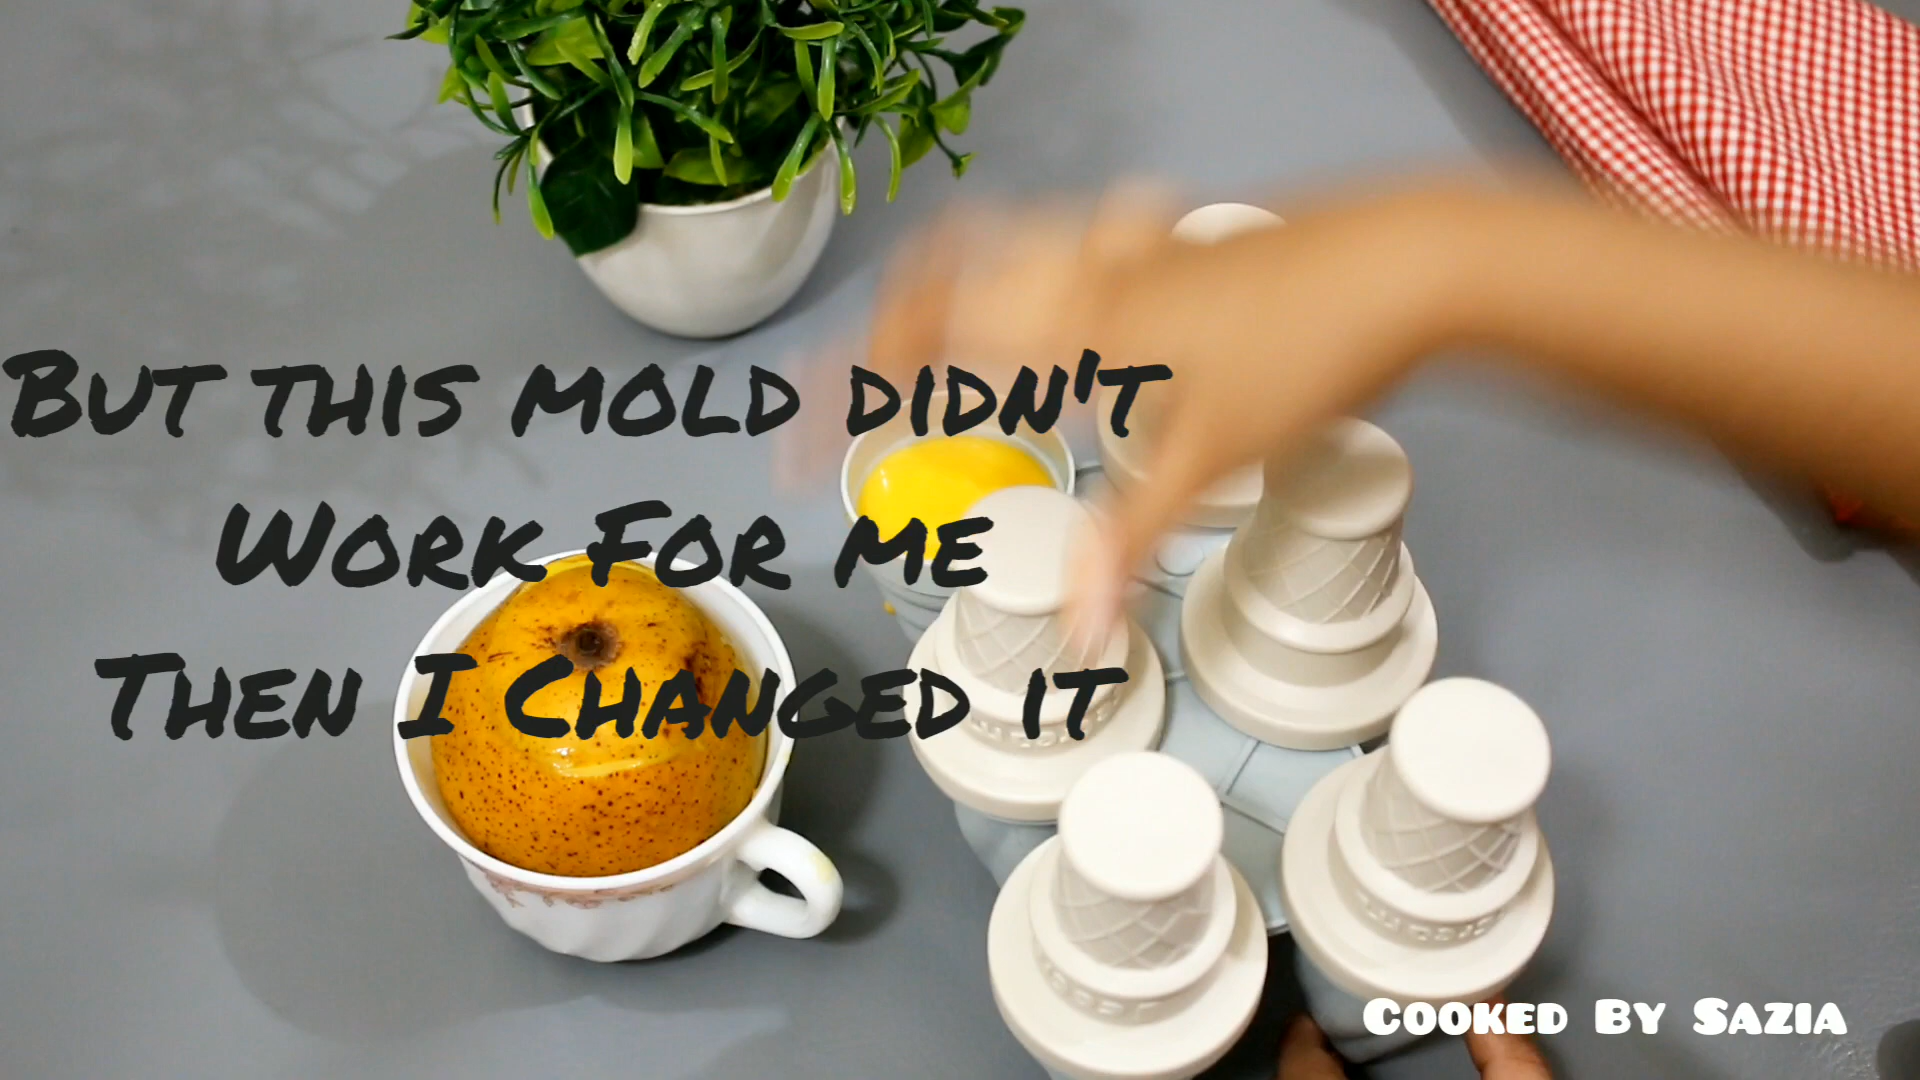 But this mold didn't
Work For me
Then I Changed it
Cooked By Sazia